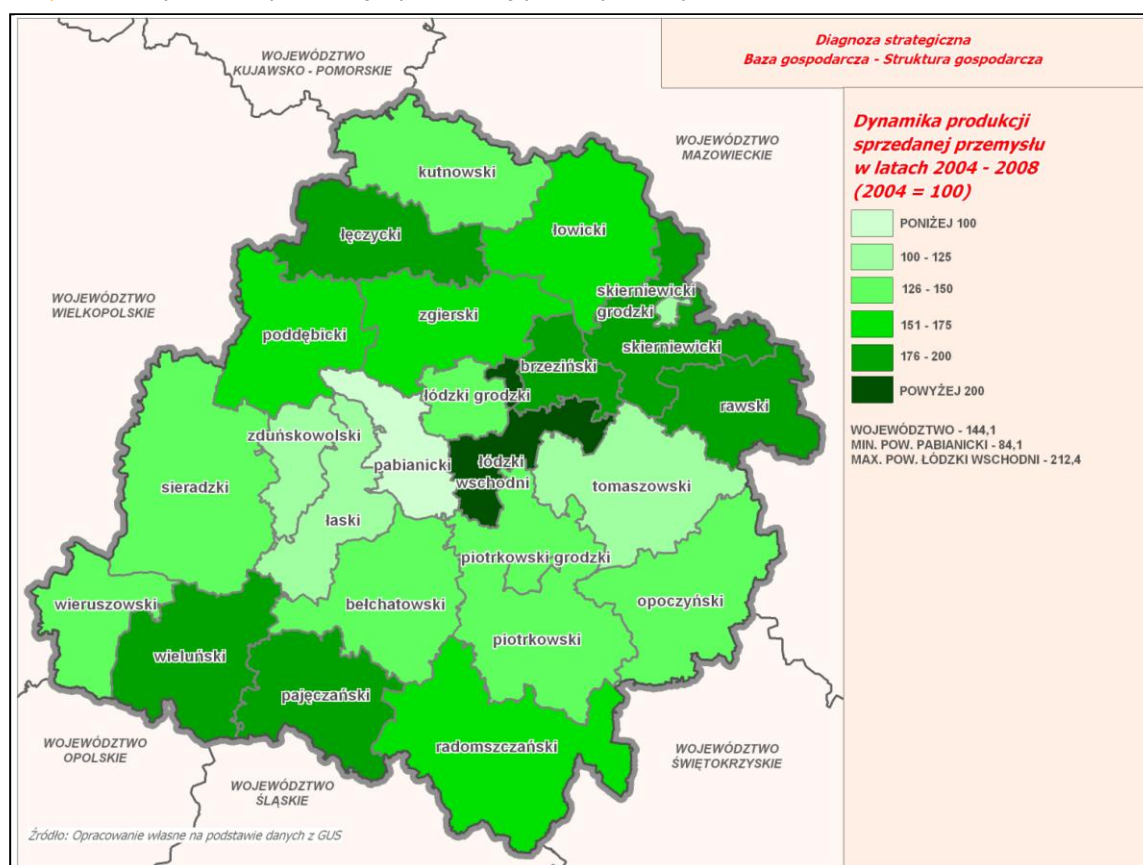 Diagnoza strategiczna
Baza gospodarcza - Struktura gospodarcza
WOJEWÓDZTWO
KUJAWSKO - POMORSKIE
WOJEWÓDZTWO
MAZOWIECKIE
Dynamika produkcji
sprzedanej przemysłu
w latach 2004 - 2008
(2004 = 100)
PONIŻEJ 100
100 - 125
126 - 150
151 - 175
176 - 200
POWYŻEJ 200
WOJEWÓDZTWO - 144,1
MIN. POW. PABIANICKI - 84,1
MAX. POW. ŁÓDZKI WSCHODNI - 212,4
kutnowski
łęczycki
łowicki
WOJEWÓDZTWO
WIELKOPOLSKIE
skierniewicki
grodzki
poddębicki
zgierski
skierniewicki
brzeziński
łódzki grodzki
rawski
zduńskowolski
pabianicki
łódzki
wschodni
sieradzki
tomaszowski
łaski
piotrkowski grodzki
wieruszowski
bełchatowski
opoczyński
piotrkowski
wieluński
pajęczański
radomszczański
WOJEWÓDZTWO
OPOLSKIE
WOJEWÓDZTWO
ŚLĄSKIE
WOJEWÓDZTWO
ŚWIĘTOKRZYSKIE
Źródło: Opracowanie własne na podstawie danych z GUS